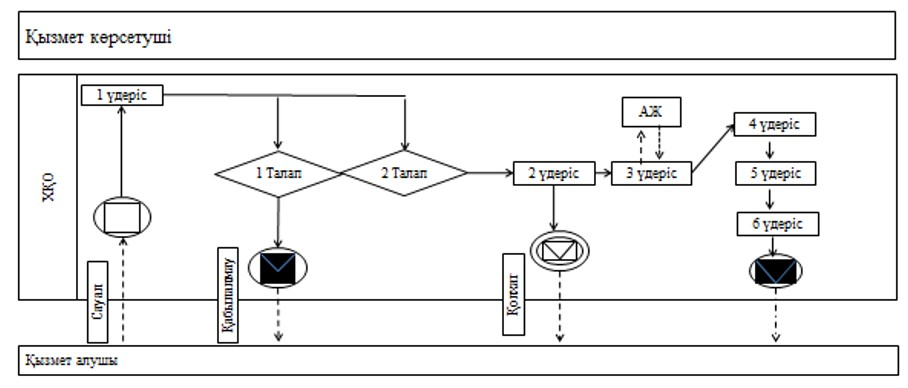 Қызмет көрсетуші
ХҚО
1 үдеріс
АЖ
4 үдеріс
1 Талап
2 Талап
2 үдеріс
3 үдеріс
5 үдеріс
6 үдеріс
Сауал
Қабылалмау
Қолхат
Қызмет алушы